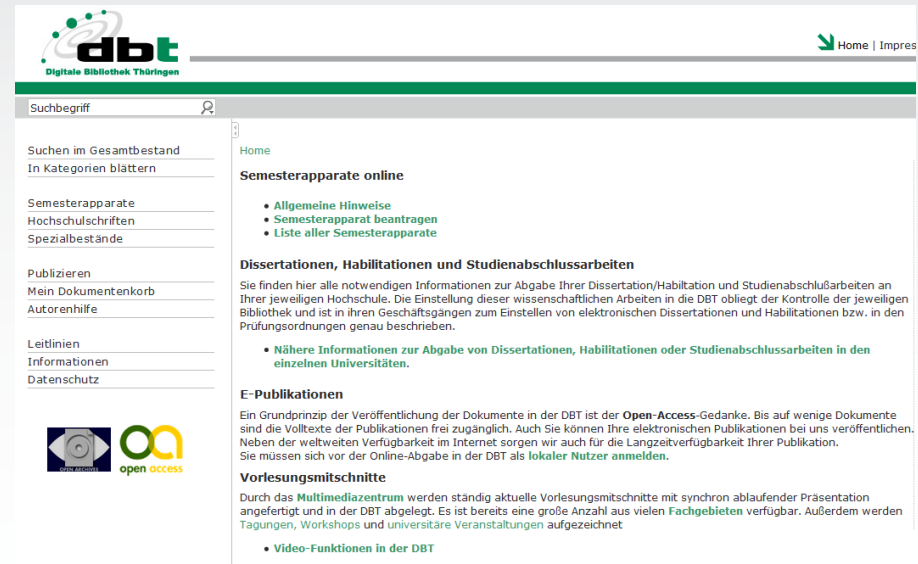 dbt
Digitale Bibliothek Thüringen
Home | Impres
Suchbegriff
Suchen im Gesamtbestand
In Kategorien blättern
Semesterapparate
Hochschulschriften
Spezialbestände
Publizieren
Mein Dokumentenkorb
Autorenhilfe
Leitlinien
Informationen
Datenschutz
OPEN ARCHIVES
open access
Home
Semesterapparate online
• Allgemeine Hinweise
• Semesterapparat beantragen
• Liste aller Semesterapparate
Dissertationen, Habilitationen und Studienabschlussarbeiten
Sie finden hier alle notwendigen Informationen zur Abgabe Ihrer Dissertation/Habiltation und Studienabschlußarbeiten an
Ihrer jeweiligen Hochschule. Die Einstellung dieser wissenschaftlichen Arbeiten in die DBT obliegt der Kontrolle der jeweiligen
Bibliothek und ist in ihren Geschäftsgängen zum Einstellen von elektronischen Dissertationen und Habilitationen bzw. in den
Prüfungsordnungen genau beschrieben.
• Nähere Informationen zur Abgabe von Dissertationen, Habilitationen oder Studienabschlussarbeiten in den
einzelnen Universitäten.
E-Publikationen
Ein Grundprinzip der Veröffentlichung der Dokumente in der DBT ist der Open-Access-Gedanke. Bis auf wenige Dokumente
sind die Volltexte der Publikationen frei zugänglich. Auch Sie können Ihre elektronischen Publikationen bei uns veröffentlichen.
Neben der weltweiten Verfügbarkeit im Internet sorgen wir auch für die Langzeitverfügbarkeit Ihrer Publikation.
Sie müssen sich vor der Online-Abgabe in der DBT als lokaler Nutzer anmelden.
Vorlesungsmitschnitte
Durch das Multimediazentrum werden ständig aktuelle Vorlesungsmitschnitte mit synchron ablaufender Präsentation
angefertigt und in der DBT abgelegt. Es ist bereits eine große Anzahl aus vielen Fachgebieten verfügbar. Außerdem werden
Tagungen, Workshops und universitäre Veranstaltungen aufgezeichnet
• Video-Funktionen in der DBT